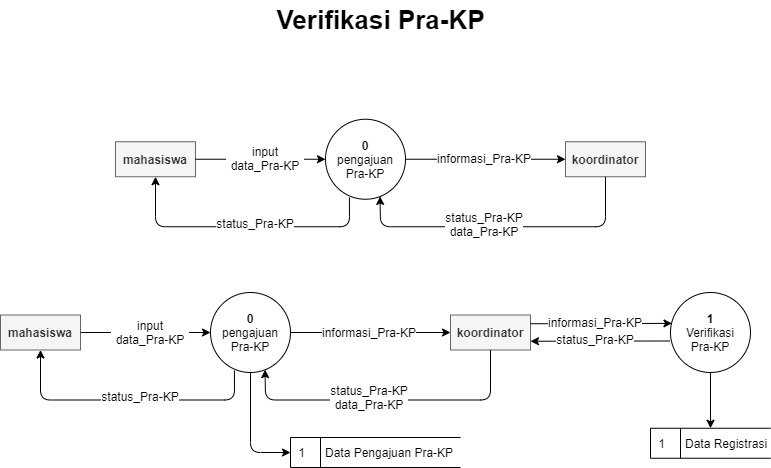 Verifikasi Pra-KP
mahasiswa
input
data_Pra-KP
0
pengajuan
Pra-KP
informasi_Pra-KP
koordinator
status_Pra-KP
status_Pra-KP
data_Pra-KP
mahasiswa
input
data_Pra-KP
0
pengajuan
Pra-KP
informasi_Pra-KP
koordinator
informasi_Pra-KP
status_Pra-KP
1
Verifikasi
Pra-KP
status_Pra-KP
status_Pra-KP
data_Pra-KP
1 Data Pengajuan Pra-KP
1 Data Registrasi